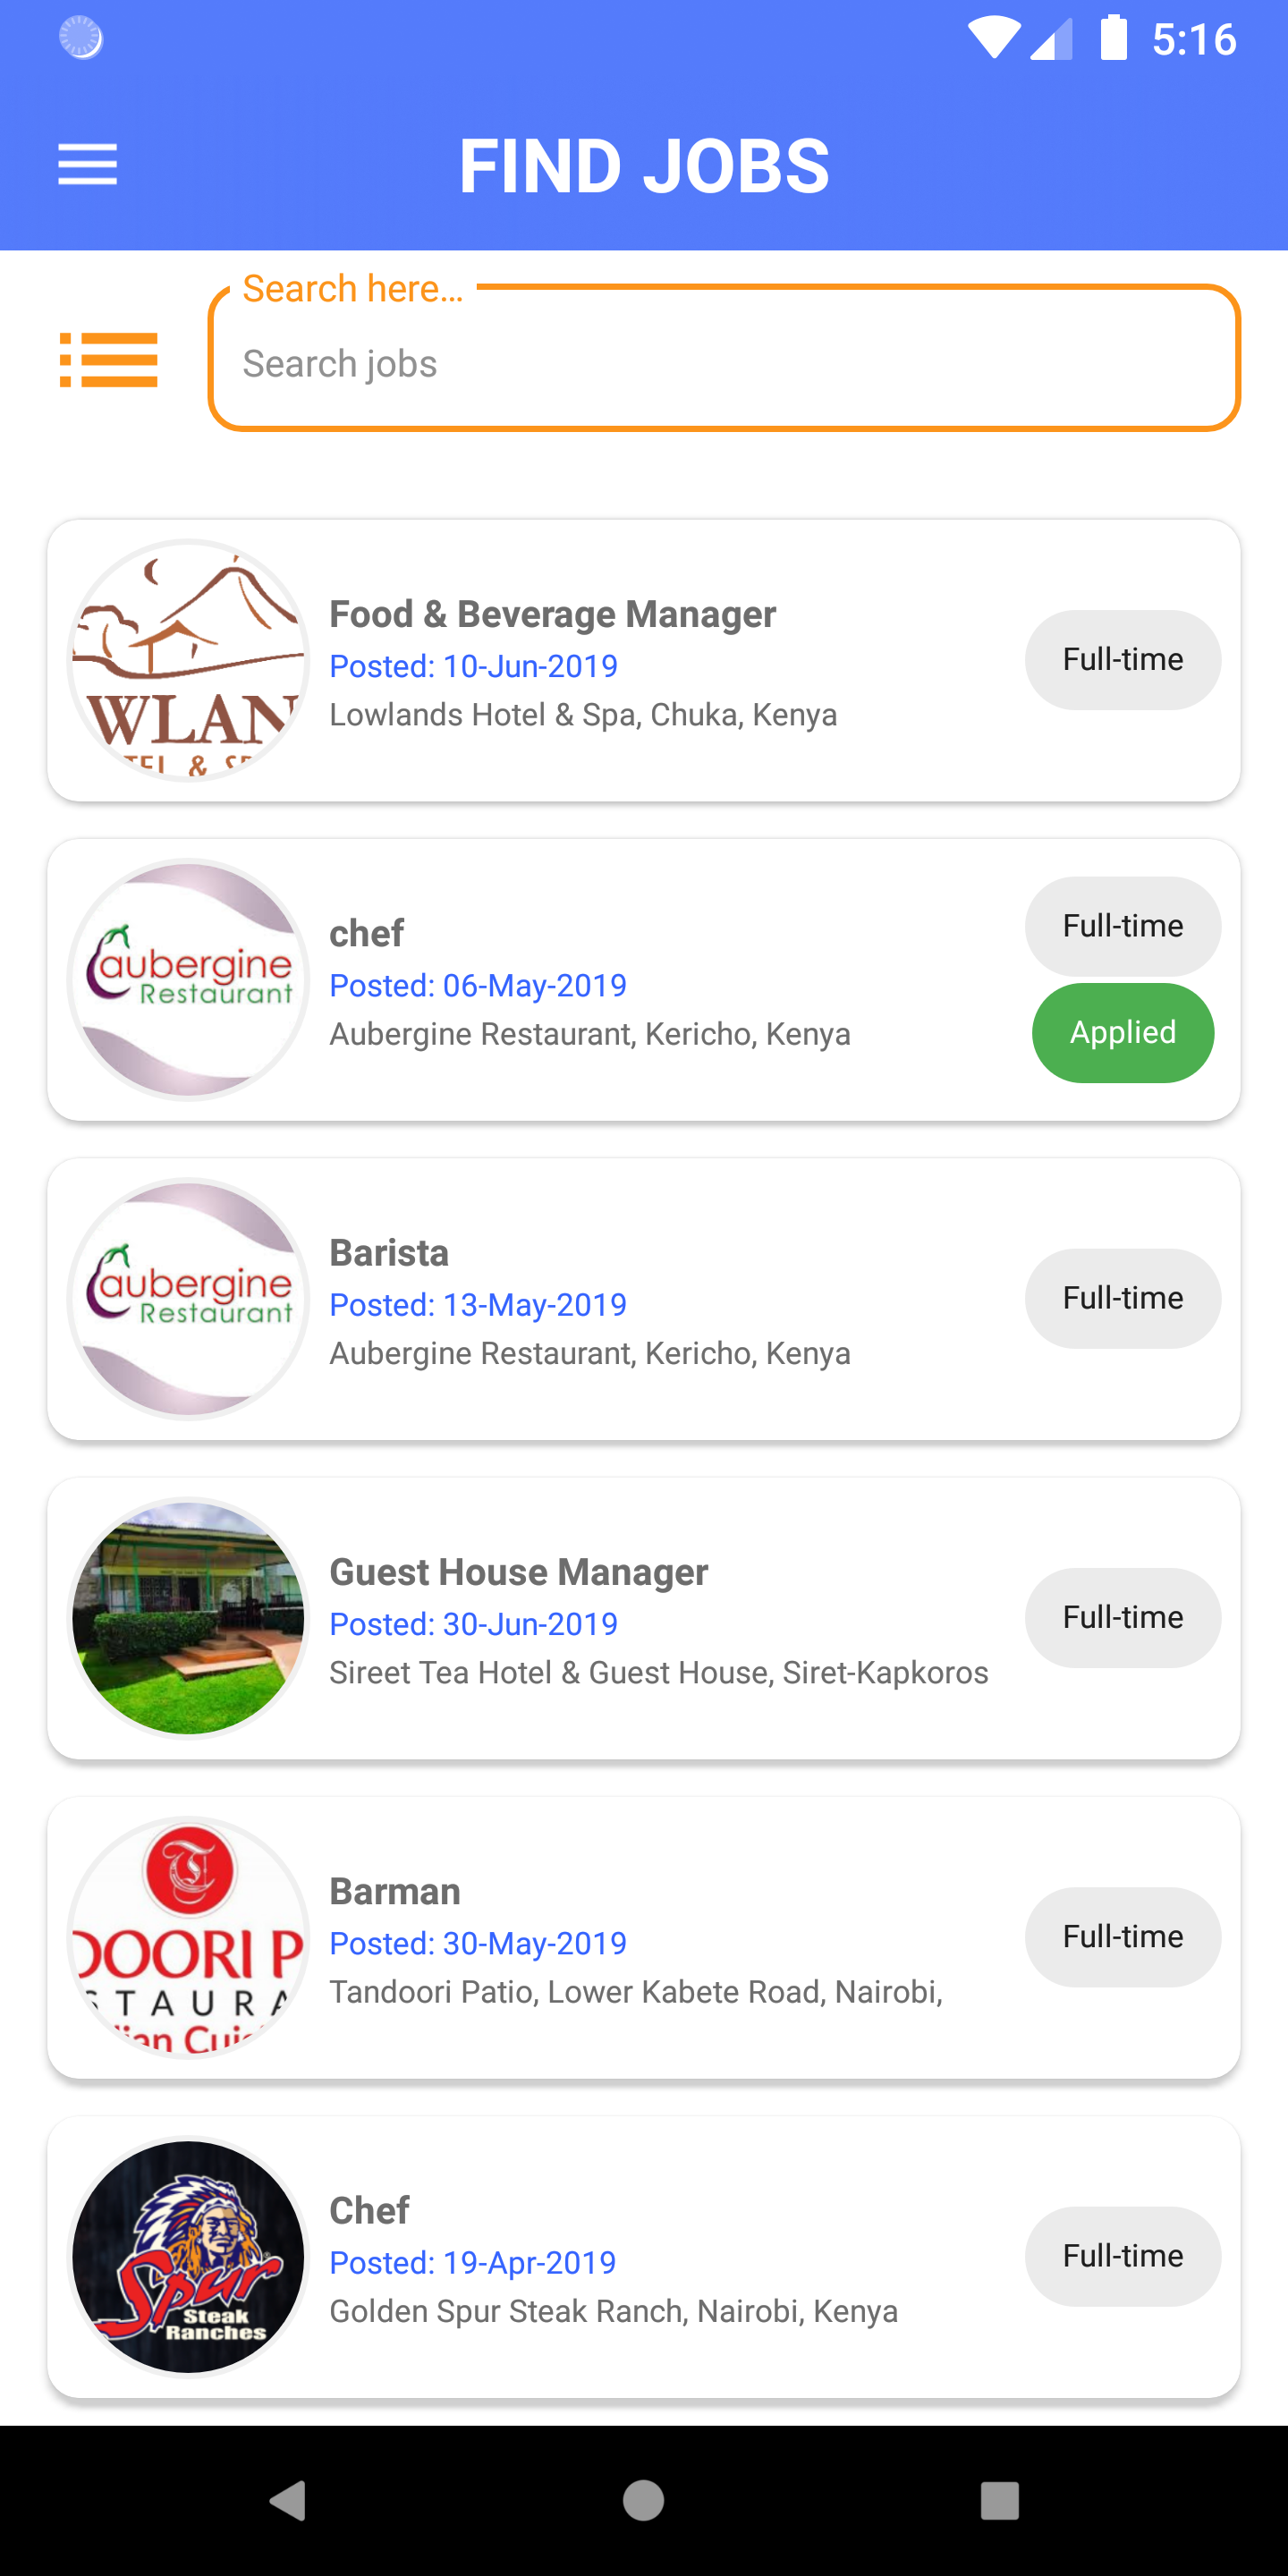 5:16
FIND JOBS
Search here...
Search jobs
WLAN
TEL & SP
Food & Beverage Manager
Posted: 10-Jun-2019
Lowlands Hotel & Spa, Chuka, Kenya
Full-time
aubergine
Restaurant
chef
Posted: 06-May-2019
Aubergine Restaurant, Kericho, Kenya
Full-time
Applied
aubergine
Restaurant
Barista
Posted: 13-May-2019
Aubergine Restaurant, Kericho, Kenya
Full-time
Guest House Manager
Posted: 30-Jun-2019
Sireet Tea Hotel & Guest House, Siret-Kapkoros
Full-time
T
DOORI P
STAURA
ian Cuis
Barman
Posted: 30-May-2019
Tandoori Patio, Lower Kabete Road, Nairobi,
Full-time
Spur
Steak
Ranches
Chef
Posted: 19-Apr-2019
Golden Spur Steak Ranch, Nairobi, Kenya
Full-time